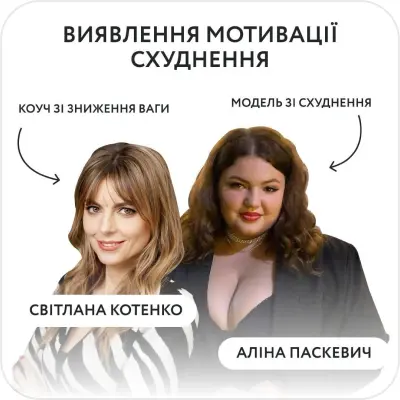 ВИЯВЛЕННЯ МОТИВАЦІЇ
СХУДНЕННЯ
КОУЧ ЗІ ЗНИЖЕННЯ ВАГИ
МОДЕЛЬ ЗІ СХУДНЕННЯ
СВІТЛАНА КОТЕНКО
АЛІНА ПАСКЕВИЧ